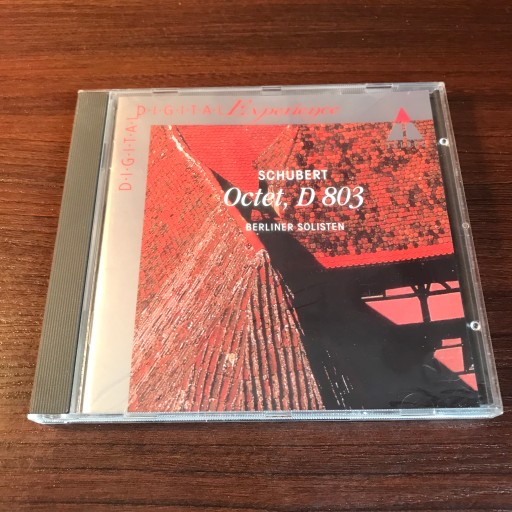 D·I·G·I·T·A·L
DIGITAL Experience
SCHUBERT
Octet, D 803
BERLINER SOLISTEN